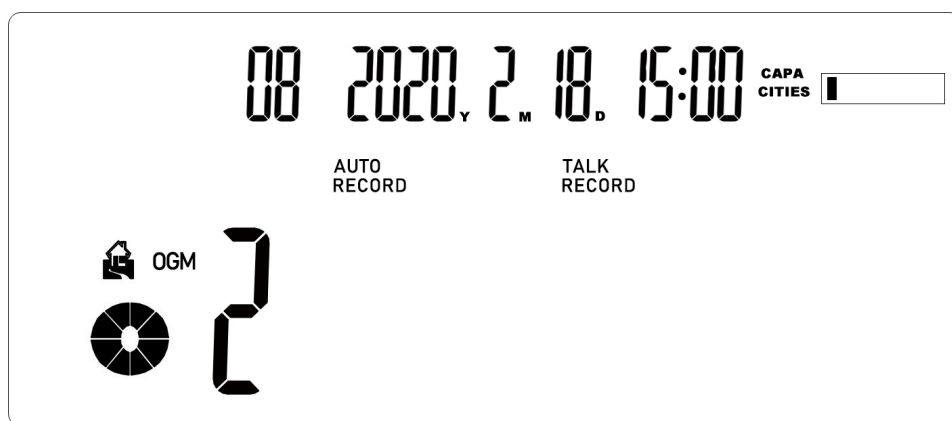 08 2020Y 2M 18D 15:00 CAPA CITIES
AUTO RECORD TALK RECORD
OGM 2